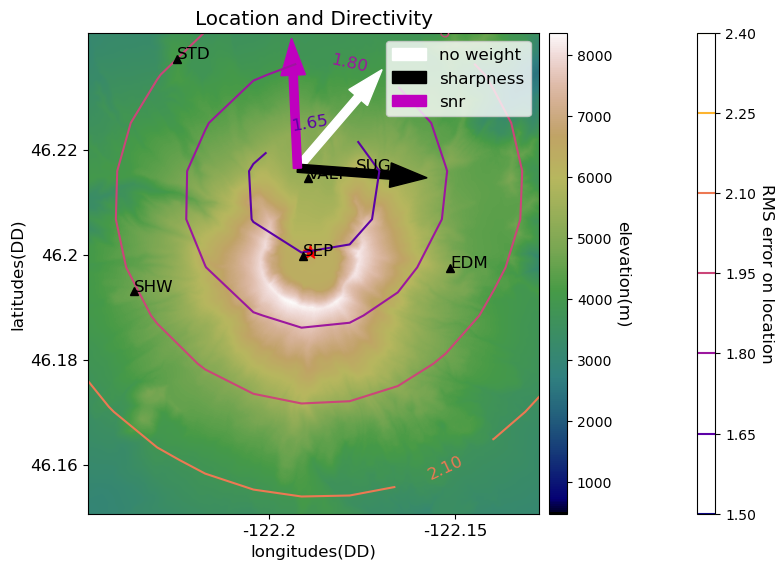 Location and Directivity
STD
1.80
no weight
sharpness
snr
1.65
46.22
SUG
VALT
46.2
SEP
EDM
SHW
46.18
46.16
2.10
latitudes(DD)
-122.2
-122.15
longitudes(DD)
8000
7000
6000
5000
4000
3000
2000
1000
elevation(m)
2.40
2.25
2.10
1.95
1.80
1.65
1.50
RMS error on location